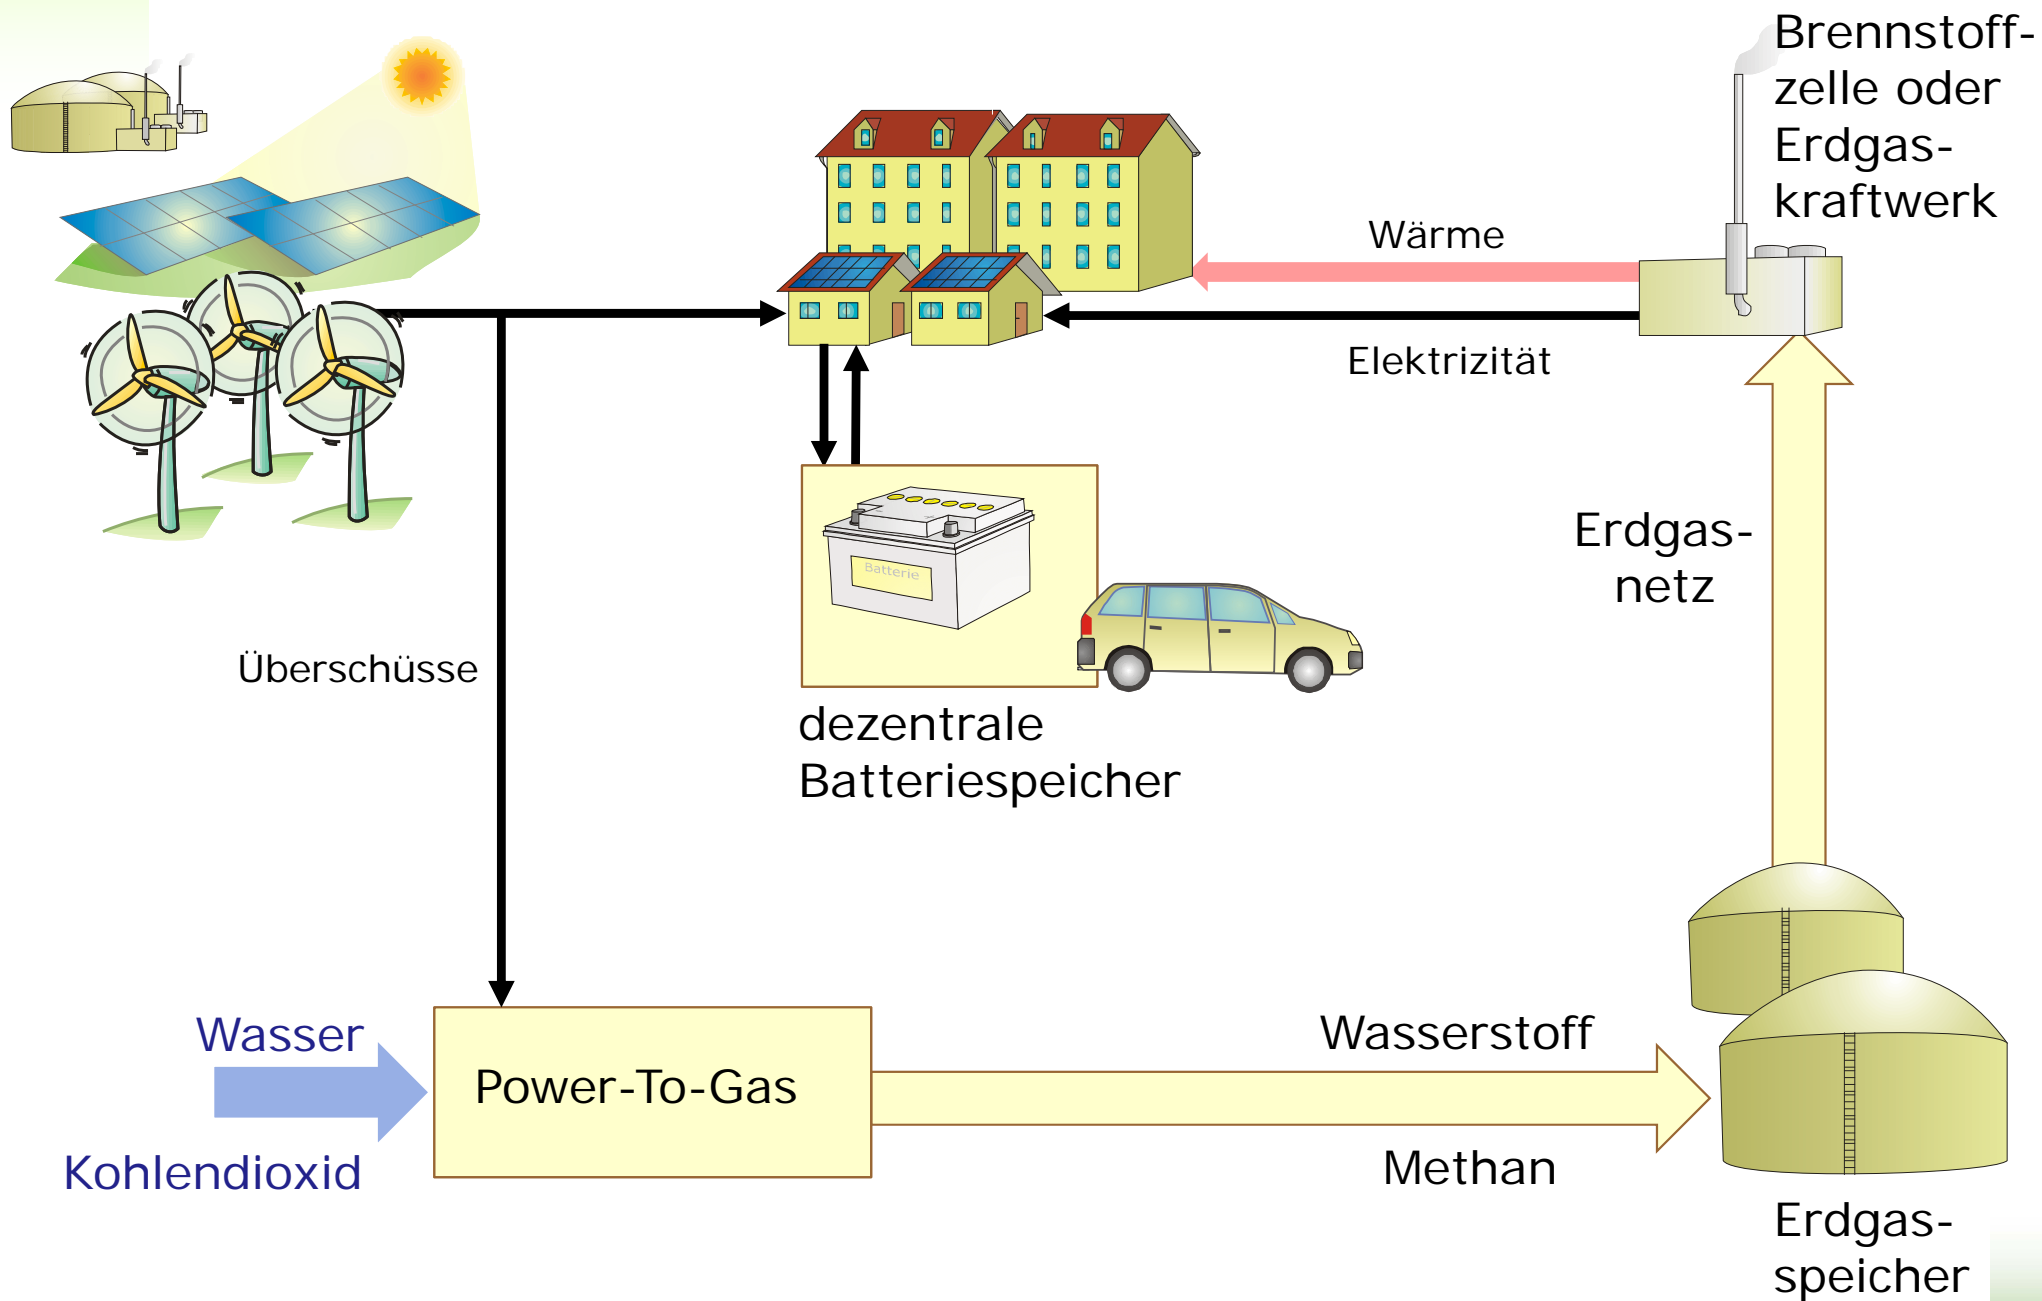 Brennstoff-
zelle oder
Erdgas-
kraftwerk
Wärme
Elektrizität
Erdgas-
netz
Batterie
Überschüsse
dezentrale
Batteriespeicher
Wasser
Kohlendioxid
Power-To-Gas
Wasserstoff
Methan
Erdgas-
speicher